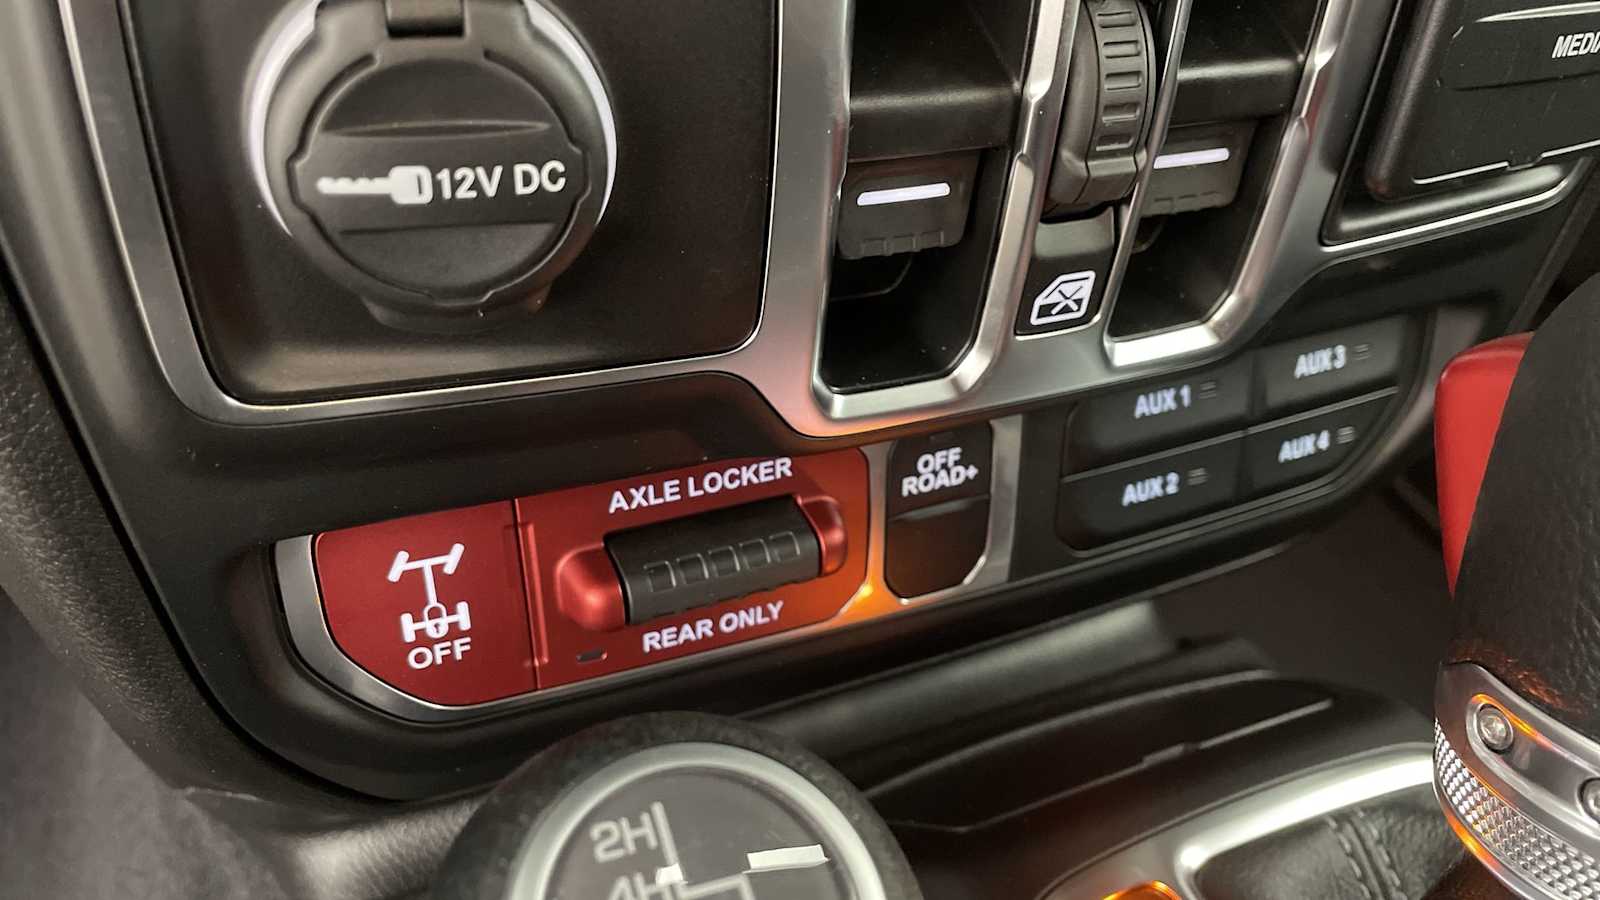 12V DC
MEDIA
AUX 3
AUX 1
AUX 4
AUX 2
OFF
ROAD+
AXLE LOCKER
REAR ONLY
OFF
2H
4H